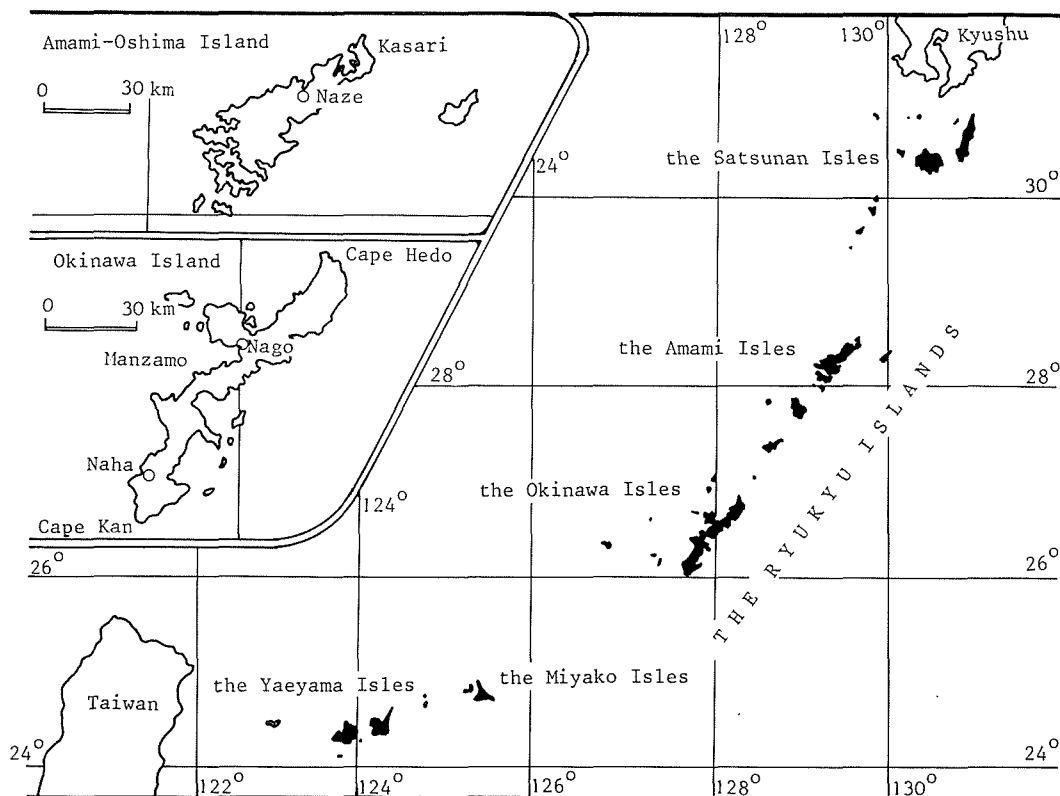 Amami-Oshima Island
Kasari
0 30 km
Naze
Okinawa Island
Cape Hedo
0 30 km
Nago
Manzamo
Naha
Cape Kan
128°
130°
Kyushu
the Satsunan Isles
24°
30°
the Amami Isles
28°
28°
THE RYUKYU ISLANDS
the Okinawa Isles
124°
26°
26°
the Yaeyama Isles
the Miyako Isles
Taiwan
24°
24°
122°
124°
126°
128°
130°